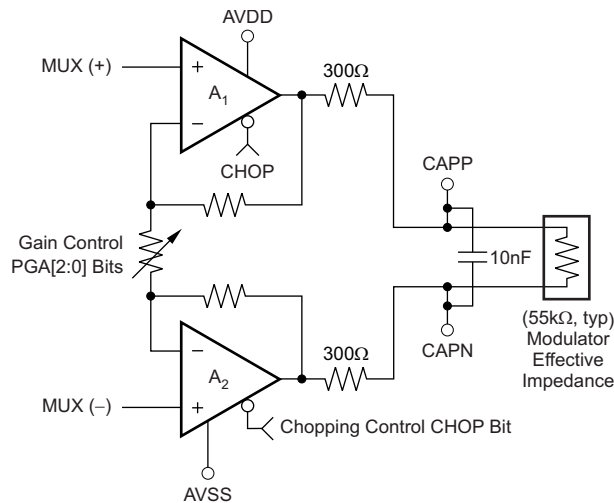 AVDD
MUX (+)
+
A1
−
300Ω
CHOP
CAPP
Gain Control
PGA[2:0] Bits
10nF
(55kΩ, typ)
Modulator
Effective
Impedance
300Ω
CAPN
−
A2
MUX (−)
+
Chopping Control CHOP Bit
AVSS